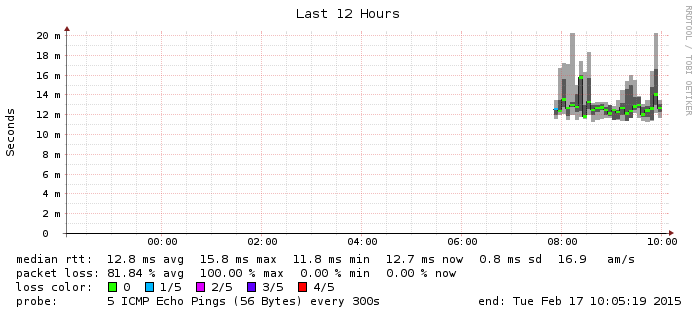 Last 12 Hours
RRDTOOL / TOBI OETIKER
Seconds
20 m
18 m
16 m
14 m
12 m
10 m
8 m
6 m
4 m
2 m
0
00:00 02:00 04:00 06:00 08:00 10:00
median rtt: 12.8 ms avg 15.8 ms max 11.8 ms min 12.7 ms now 0.8 ms sd 16.9 am/s
packet loss: 81.84 % avg 100.00 % max 0.00 % min 0.00 % now
loss color: 0 1/5 2/5 3/5 4/5
probe: 5 ICMP Echo Pings (56 Bytes) every 300s end: Tue Feb 17 10:05:19 2015